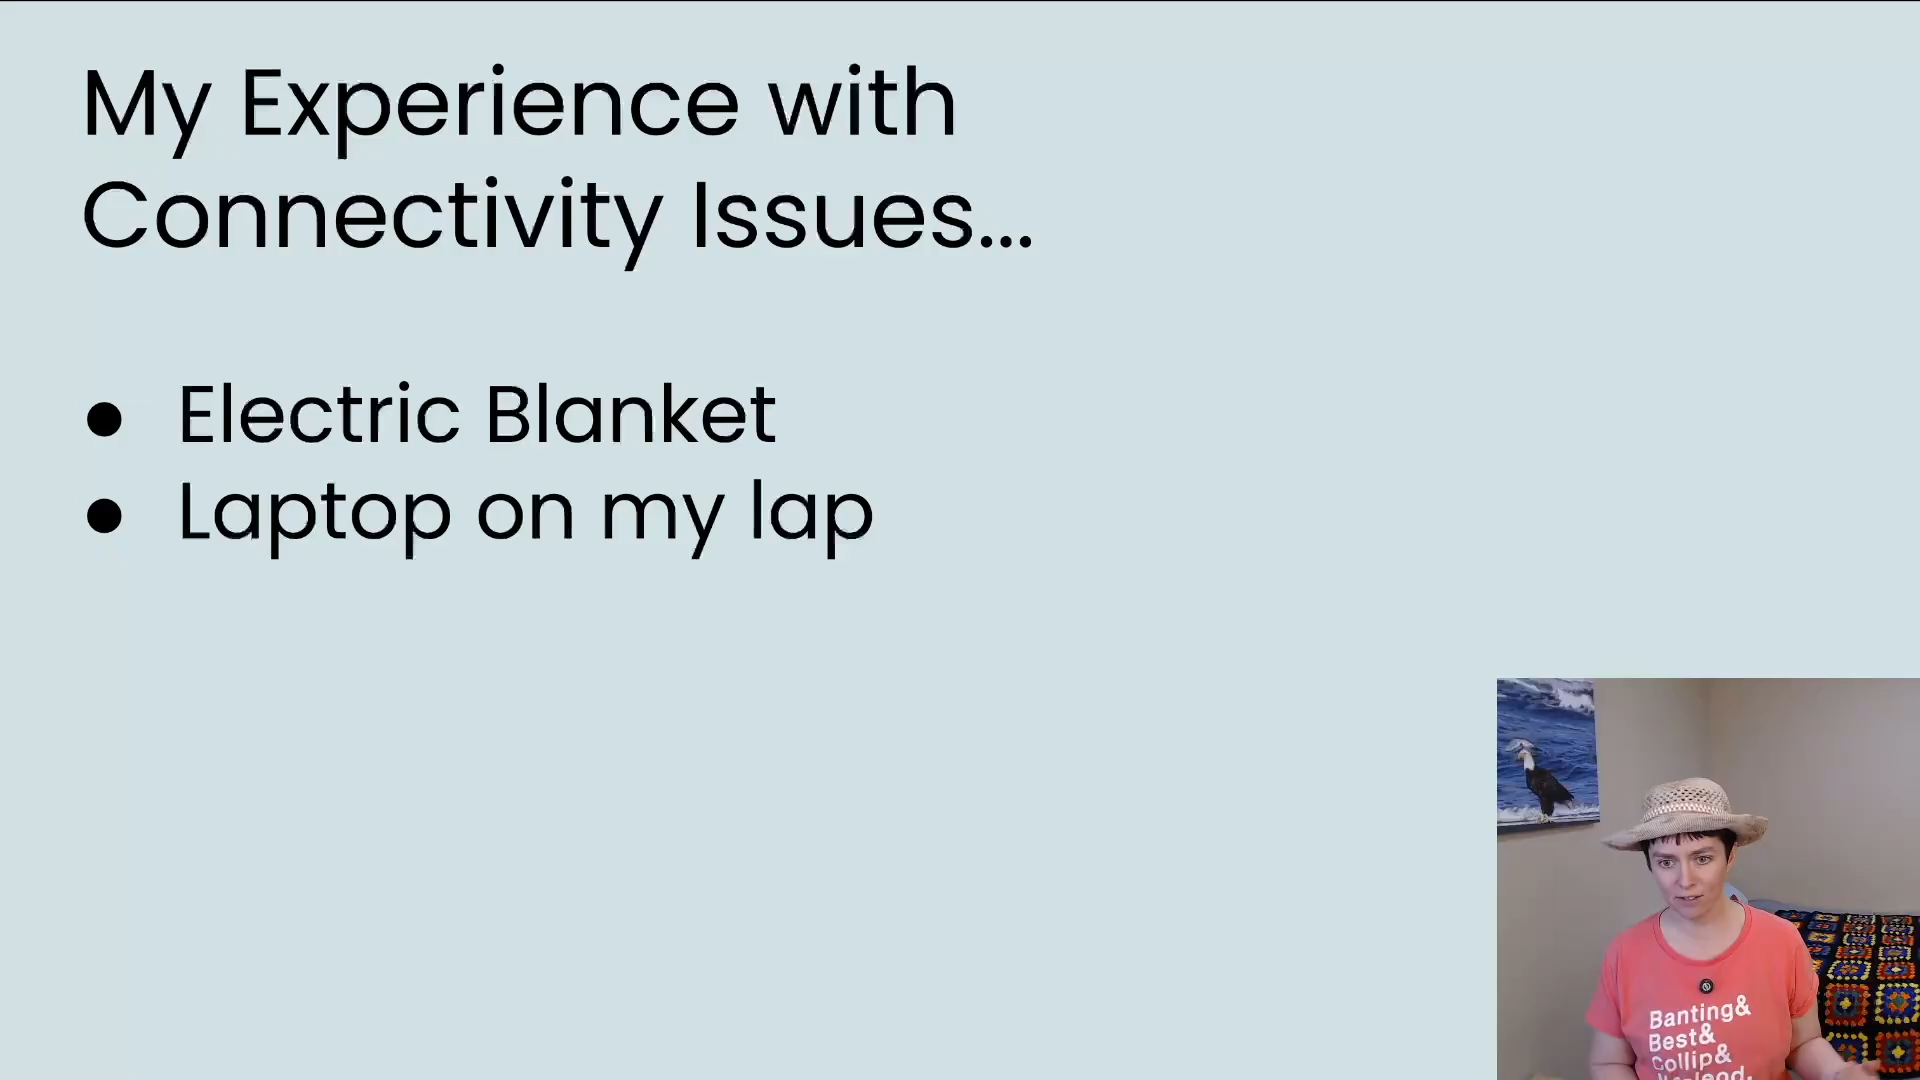 My Experience with
Connectivity Issues...
● Electric Blanket
● Laptop on my lap
Banting&
Best&
Collip&